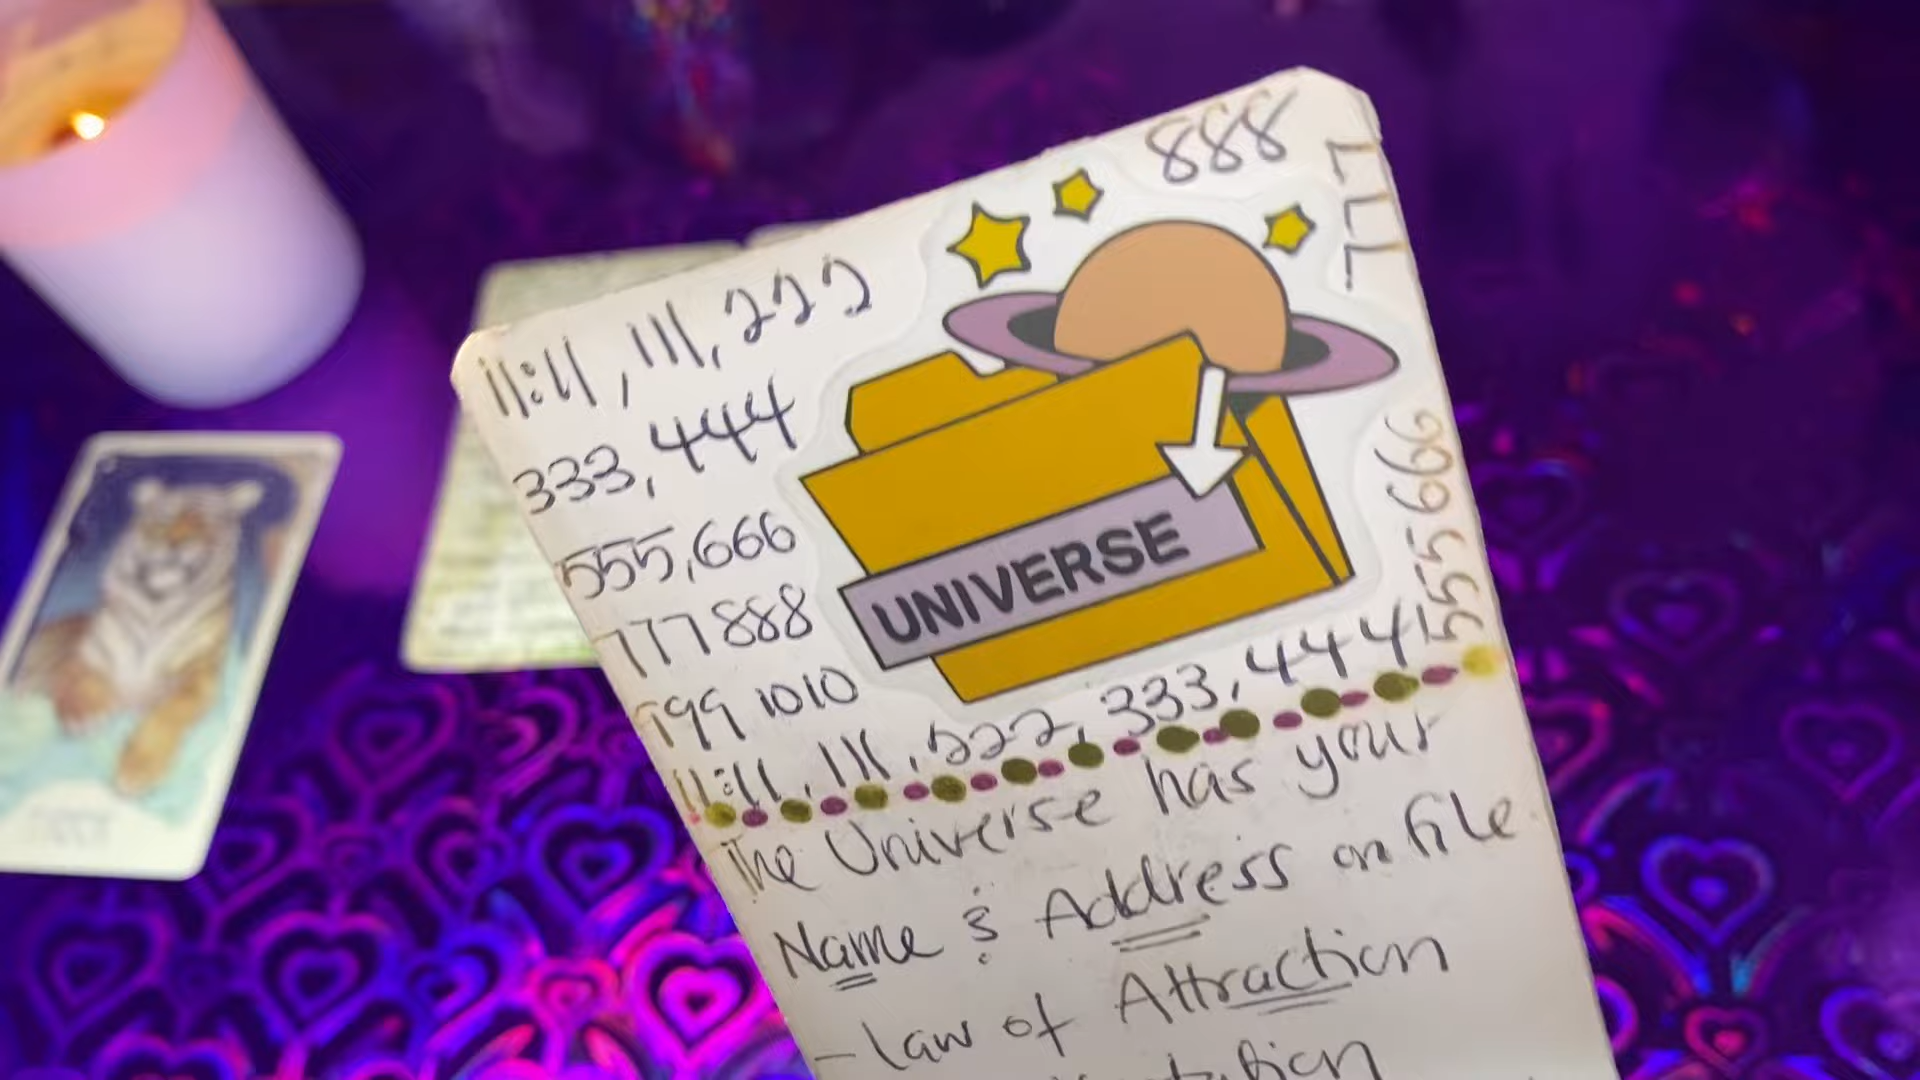 888
777
11:11, 111, 222
333, 444
555, 666
777 888
999 1010
UNIVERSE
11:11, 111, 222, 333, 444 555 666
The Universe has your
Name & Address on file
- Law of Attraction